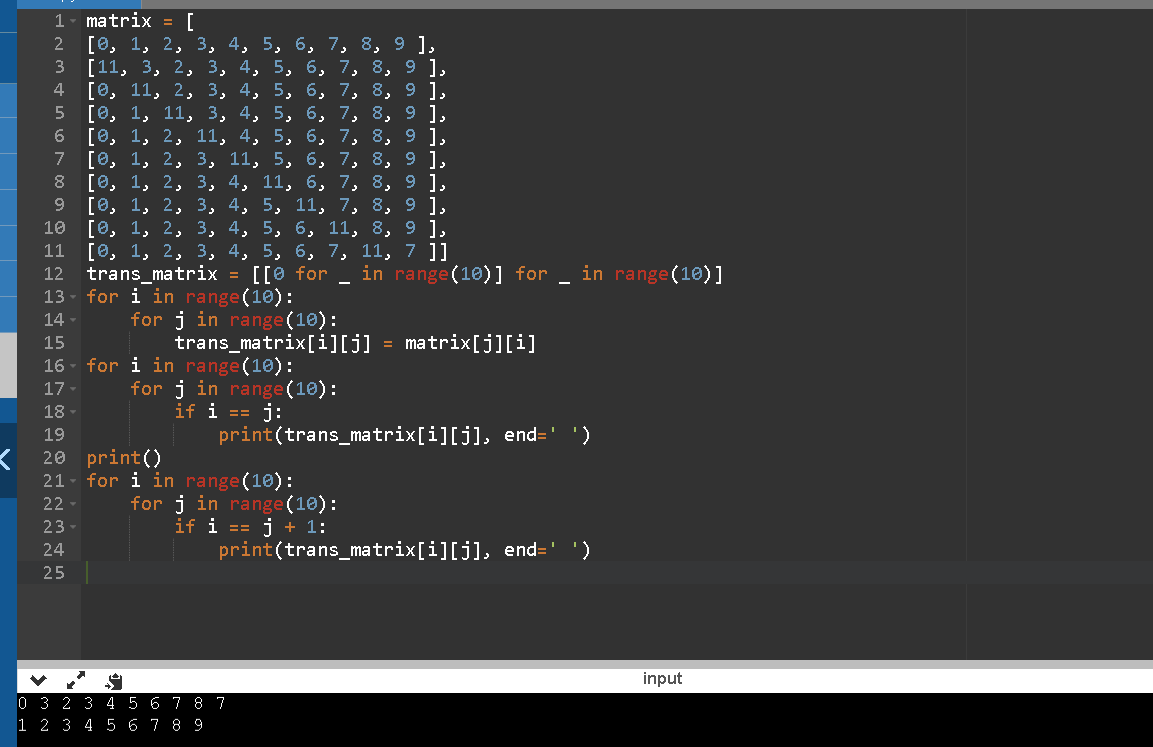 1 matrix = [
2 [0, 1, 2, 3, 4, 5, 6, 7, 8, 9 ],
3 [11, 3, 2, 3, 4, 5, 6, 7, 8, 9 ],
4 [0, 11, 2, 3, 4, 5, 6, 7, 8, 9 ],
5 [0, 1, 11, 3, 4, 5, 6, 7, 8, 9 ],
6 [0, 1, 2, 11, 4, 5, 6, 7, 8, 9 ],
7 [0, 1, 2, 3, 11, 5, 6, 7, 8, 9 ],
8 [0, 1, 2, 3, 4, 11, 6, 7, 8, 9 ],
9 [0, 1, 2, 3, 4, 5, 11, 7, 8, 9 ],
10 [0, 1, 2, 3, 4, 5, 6, 11, 8, 9 ],
11 [0, 1, 2, 3, 4, 5, 6, 7, 11, 7 ]]
12 trans_matrix = [[0 for _ in range(10)] for _ in range(10)]
13 for i in range(10):
14     for j in range(10):
15         trans_matrix[i][j] = matrix[j][i]
16 for i in range(10):
17     for j in range(10):
18         if i == j:
19             print(trans_matrix[i][j], end=' ')
20 print()
21 for i in range(10):
22     for j in range(10):
23         if i == j + 1:
24             print(trans_matrix[i][j], end=' ')
25
input
0 3 2 3 4 5 6 7 8 7
1 2 3 4 5 6 7 8 9